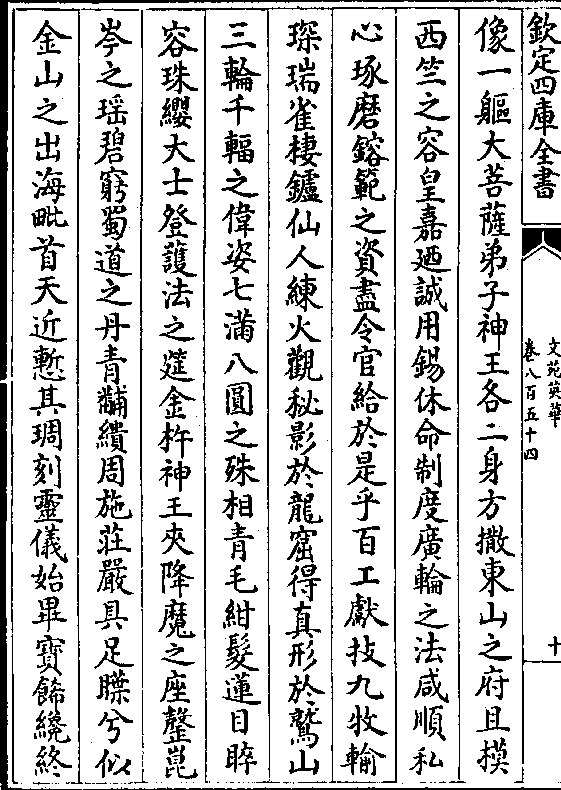 欽定四庫全書
文苑英華
卷八百五十四
十
像一軀大菩薩弟子神王各二身方撒東山之府且模
西竺之容皇嘉廼誠用錫休命制度廣輪之法咸順私
心琢磨鎔範之資盡令官給於是乎百工獻技九牧輸
琛瑞雀棲鑪仙人練火觀秘影於龍窟得真形於鷲山
三輪千輻之偉姿七滿八圓之殊相青毛紺髮蓮目睟
容珠纓大士登䕶法之筵金杵神王夾降魔之座罄崑
岑之瑶碧窮蜀道之丹青黼繢周施莊嚴具足䐑兮似
金山之出海毗首天近慙其琱刻靈儀始畢寶飾纔終